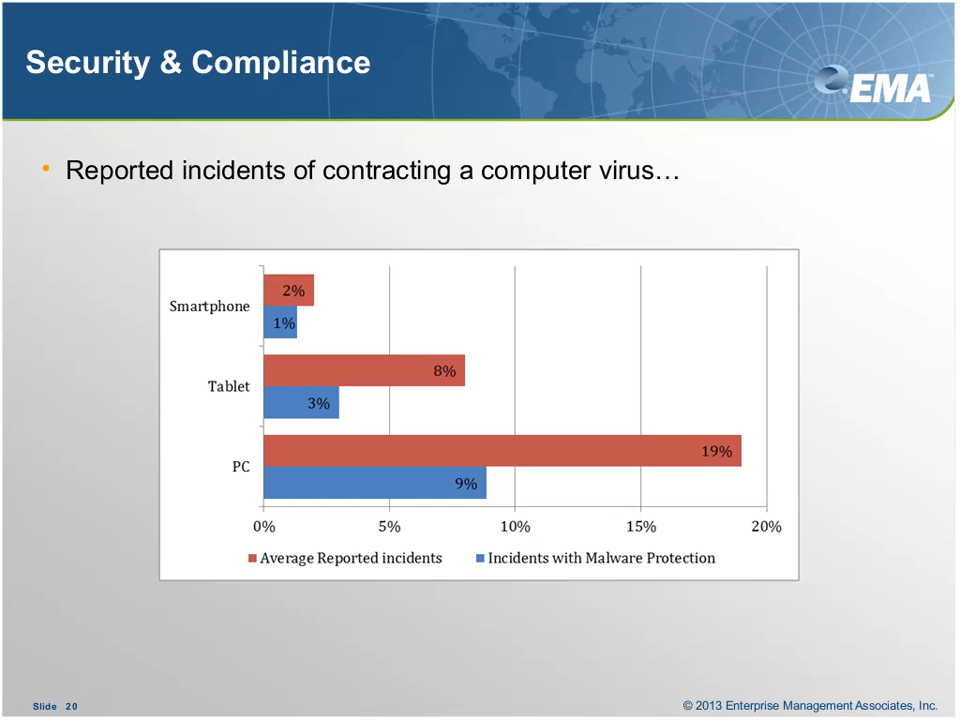 Security & Compliance
EMA™
• Reported incidents of contracting a computer virus…
Smartphone
2%
1%
Tablet
8%
3%
PC
19%
9%
0% 5% 10% 15% 20%
Average Reported incidents Incidents with Malware Protection
Slide 20
© 2013 Enterprise Management Associates, Inc.